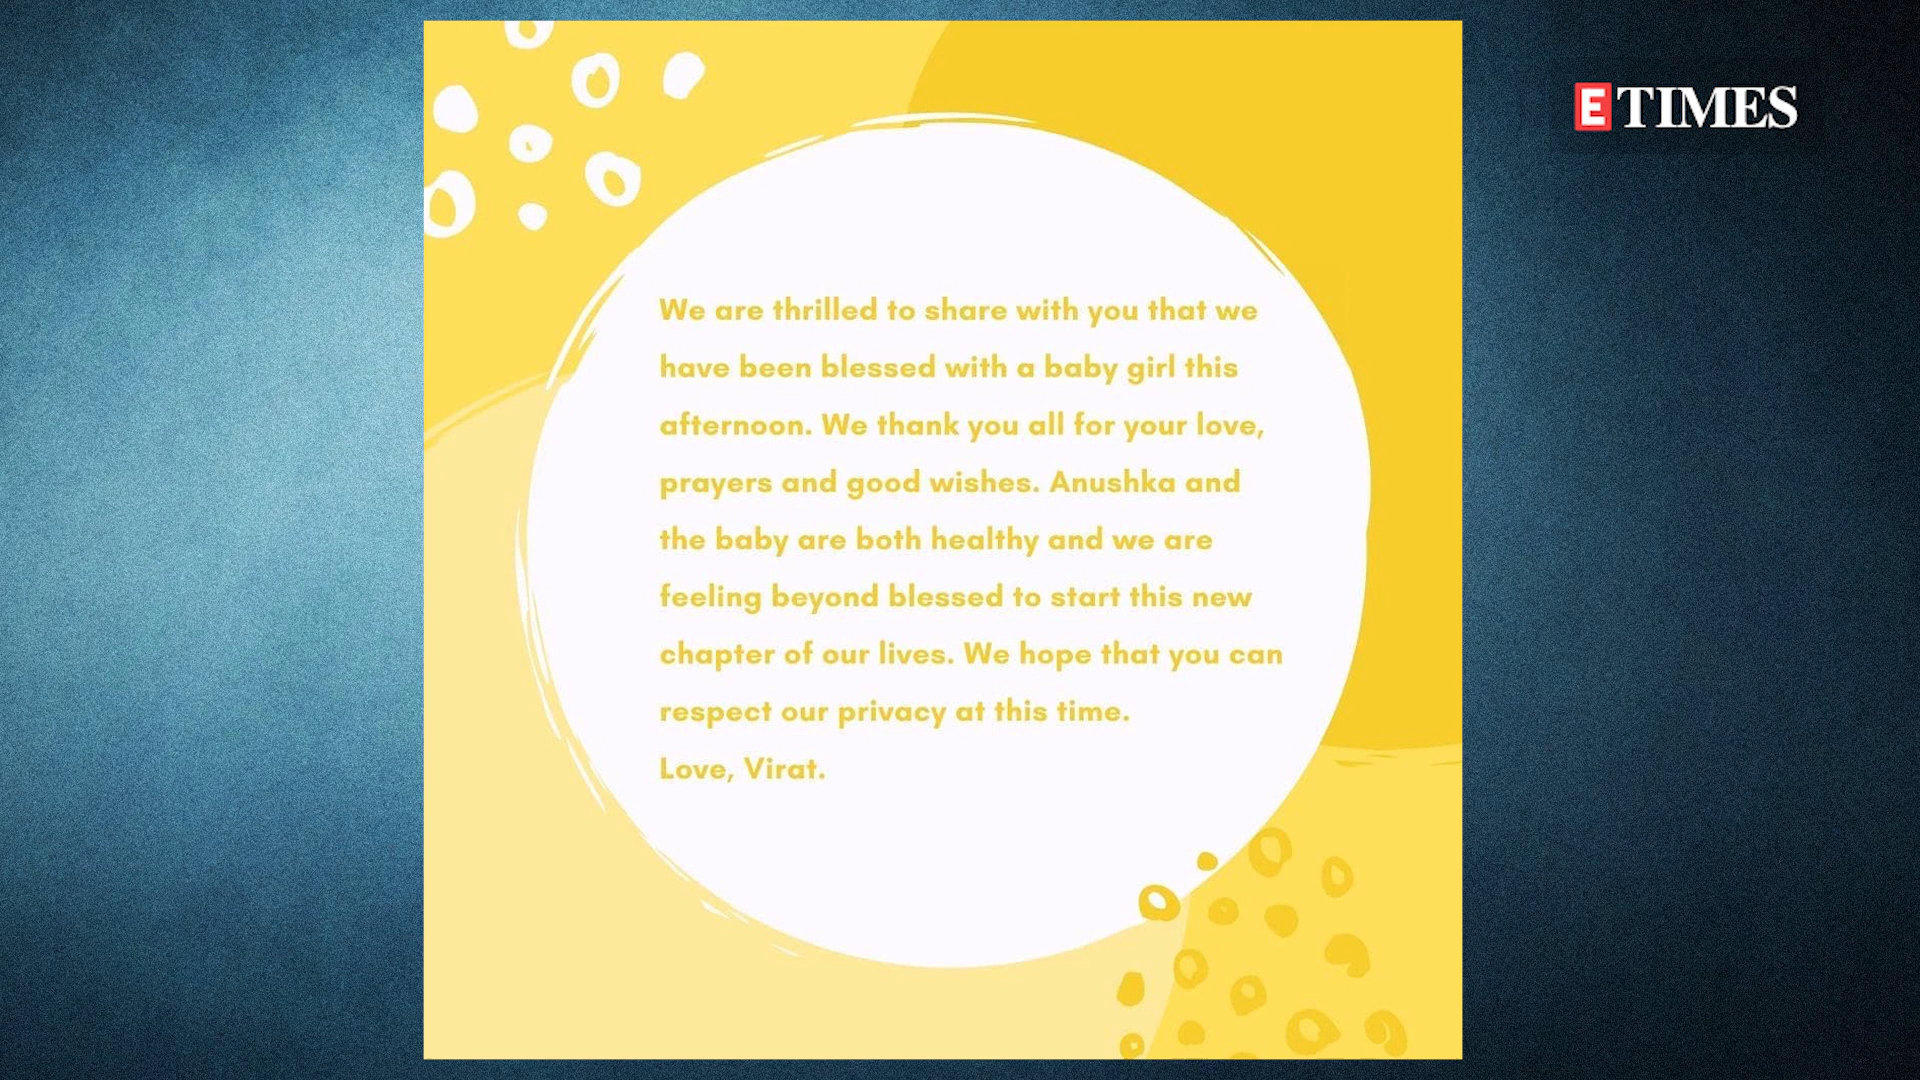 E TIMES
We are thrilled to share with you that we
have been blessed with a baby girl this
afternoon. We thank you all for your love,
prayers and good wishes. Anushka and
the baby are both healthy and we are
feeling beyond blessed to start this new
chapter of our lives. We hope that you can
respect our privacy at this time.
Love, Virat.